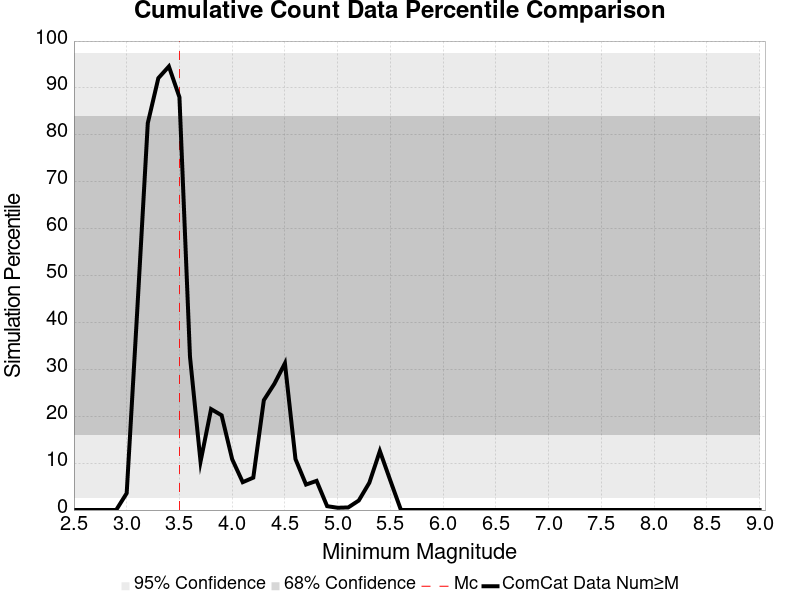 Cumulative Count Data Percentile Comparison
100
90
80
70
60
50
40
30
20
10
0
Simulation Percentile
2.5 3.0 3.5 4.0 4.5 5.0 5.5 6.0 6.5 7.0 7.5 8.0 8.5 9.0
Minimum Magnitude
95% Confidence 68% Confidence Mc ComCat Data Num≥M